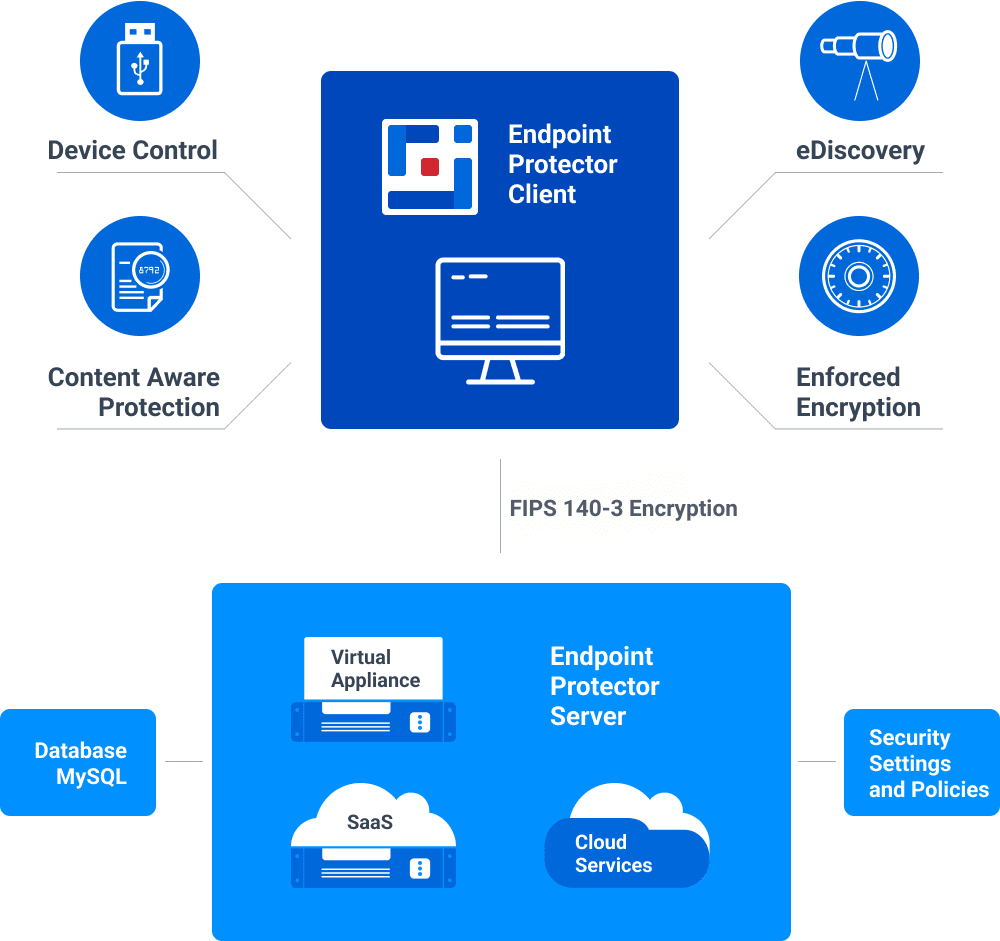 Device Control
eDiscovery
Endpoint
Protector
Client
8792
Content Aware
Protection
Enforced
Encryption
FIPS 140-3 Encryption
Virtual
Appliance
Endpoint
Protector
Server
Database
MySQL
Security
Settings
and Policies
SaaS
Cloud
Services